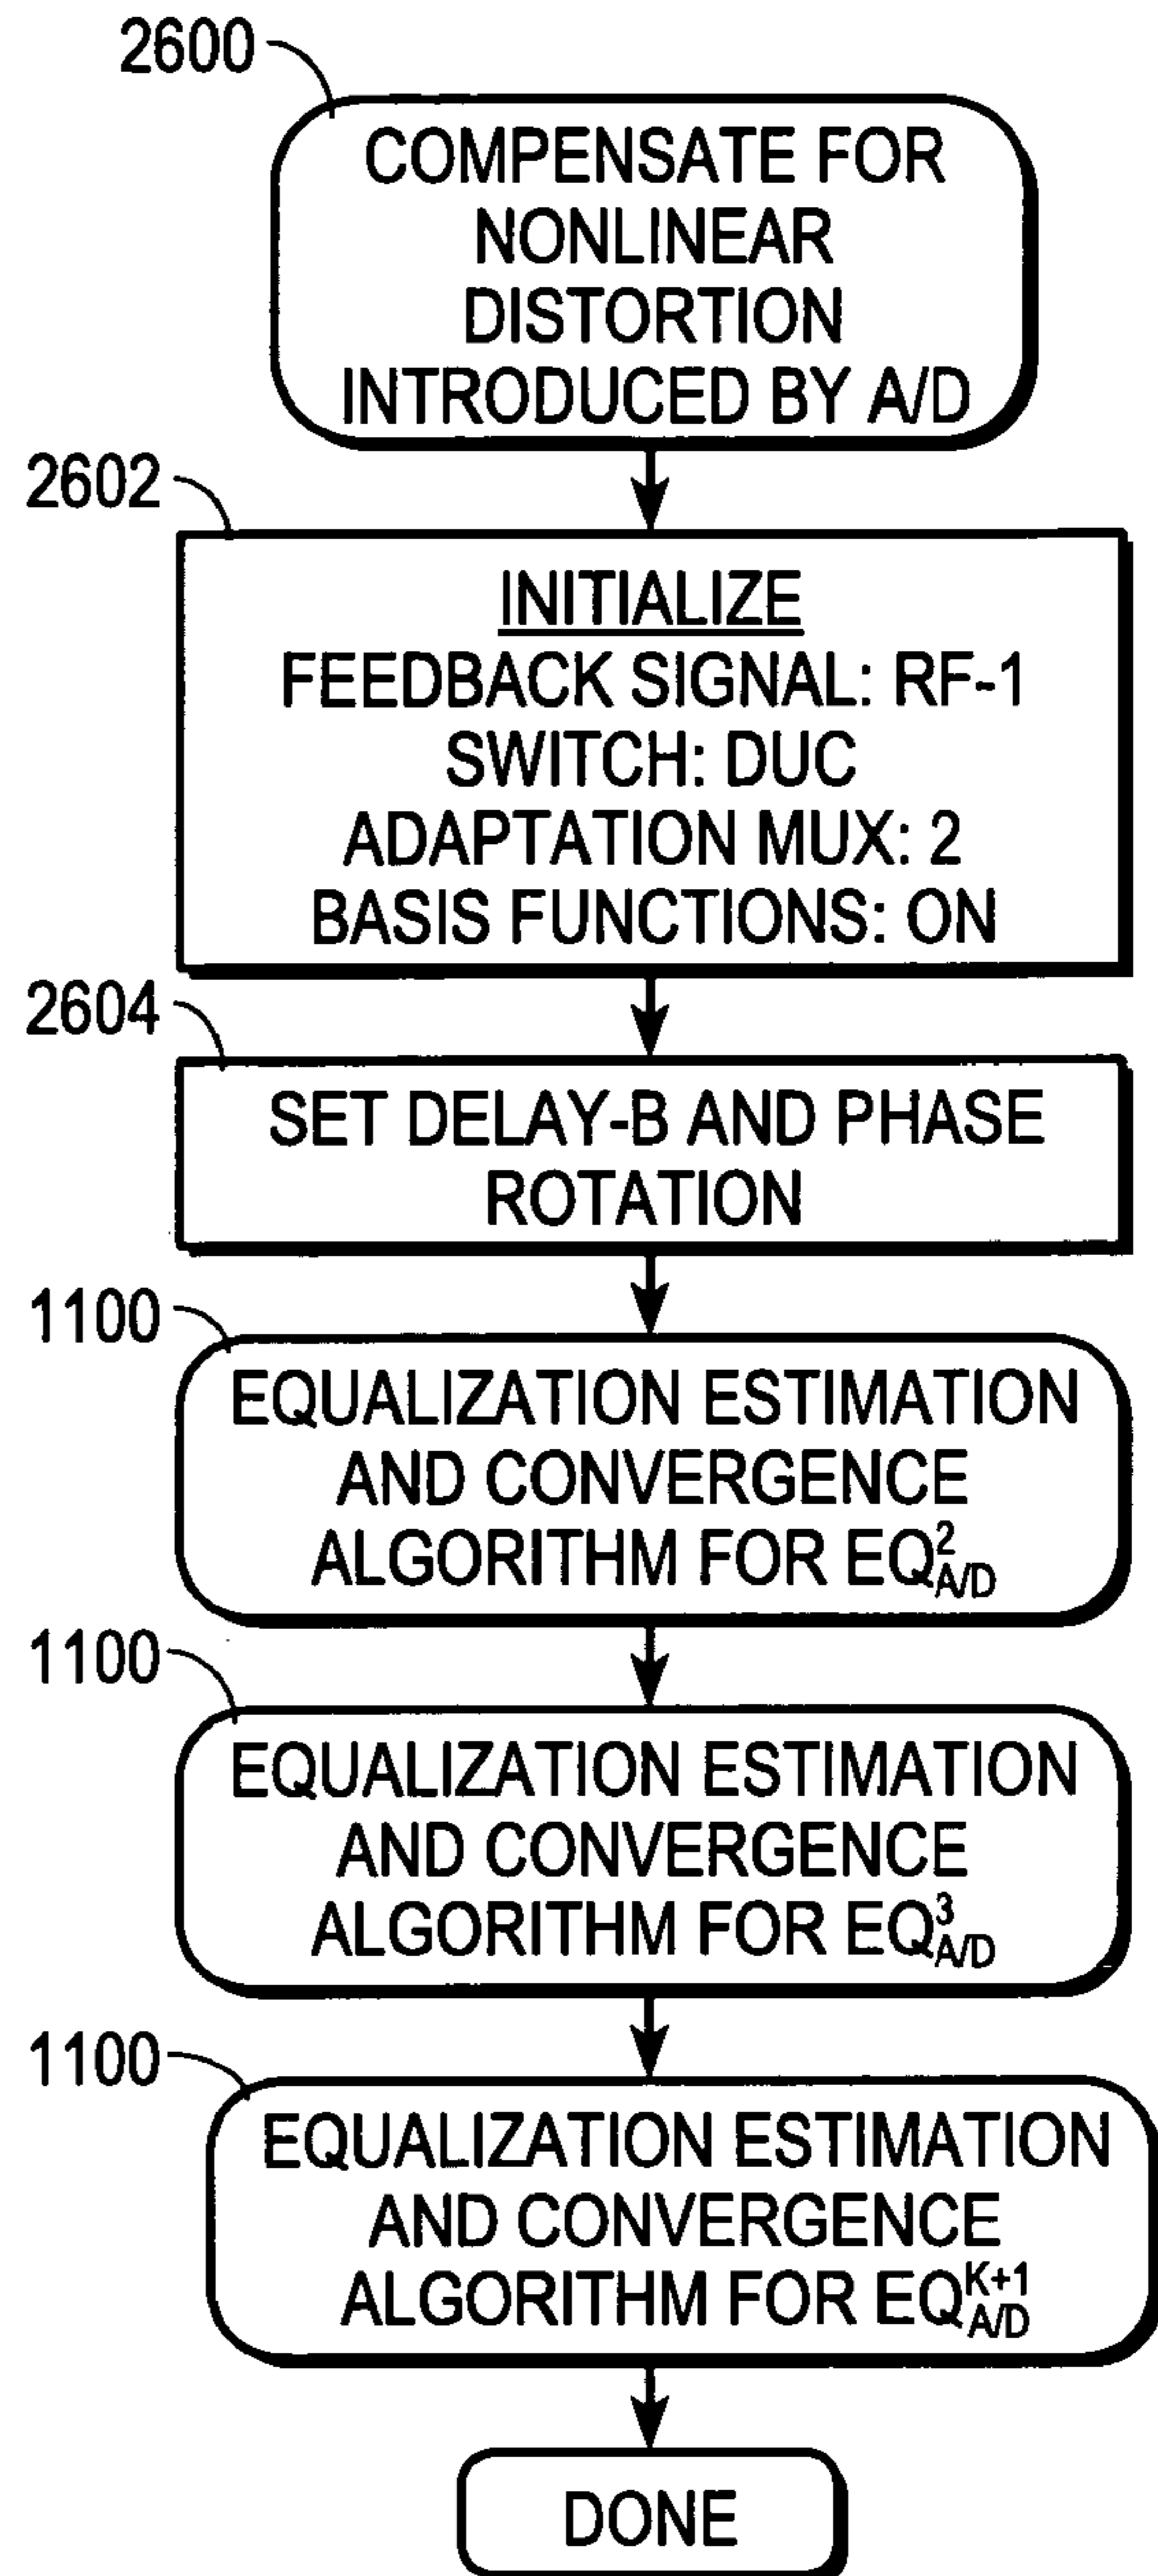 2600
COMPENSATE FOR
NONLINEAR
DISTORTION
INTRODUCED BY A/D
2602
INITIALIZE
FEEDBACK SIGNAL: RF-1
SWITCH: DUC
ADAPTATION MUX: 2
BASIS FUNCTIONS: ON
2604
SET DELAY-B AND PHASE
ROTATION
1100
EQUALIZATION ESTIMATION
AND CONVERGENCE
ALGORITHM FOR EQ²A/D
1100
EQUALIZATION ESTIMATION
AND CONVERGENCE
ALGORITHM FOR EQ³A/D
1100
EQUALIZATION ESTIMATION
AND CONVERGENCE
ALGORITHM FOR EQ^K+1 A/D
DONE